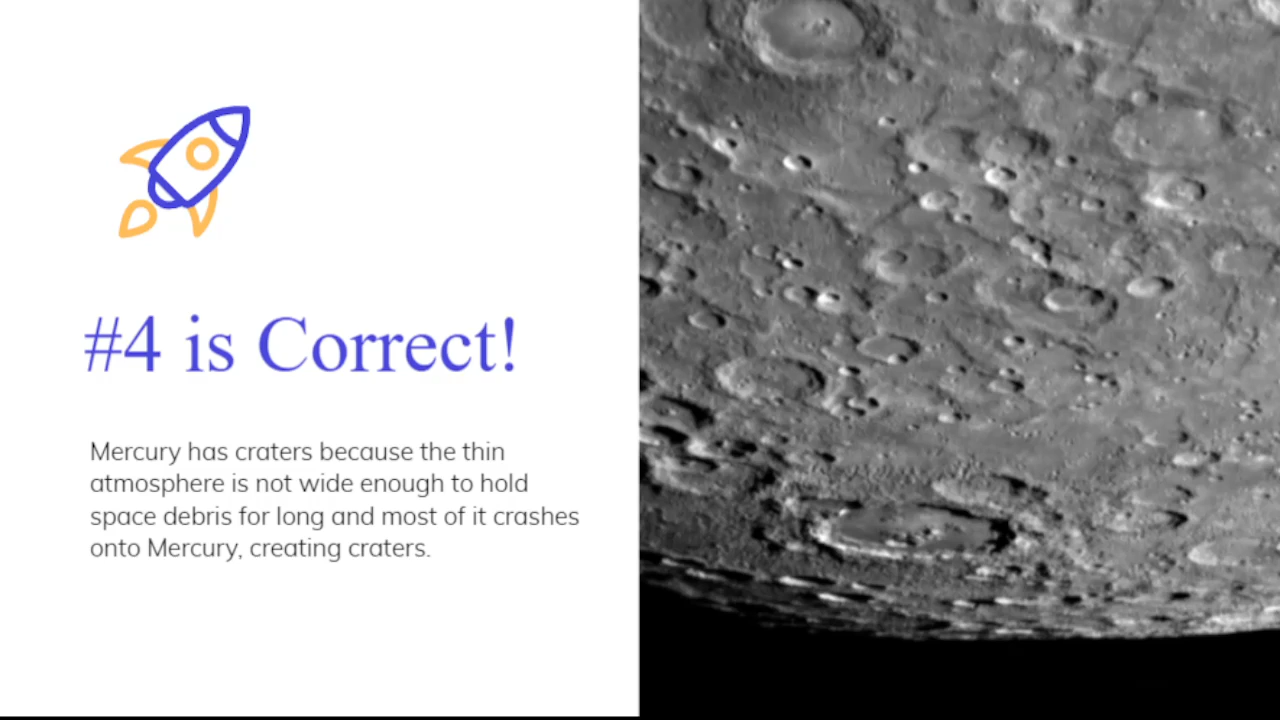 #4 is Correct!
Mercury has craters because the thin
atmosphere is not wide enough to hold
space debris for long and most of it crashes
onto Mercury, creating craters.